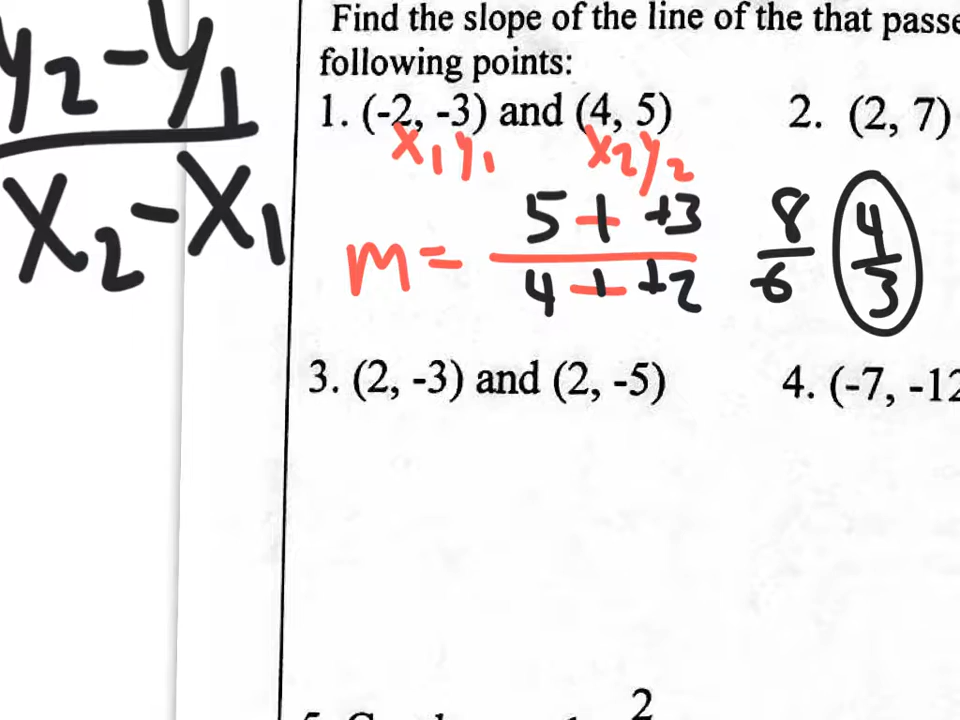 y2-y1
x2-x1
Find the slope of the line of the that
following points:
1. (-2, -3) and (4, 5)
2. (2, 7)
x1 y1 x2 y2
m= 5 + +3 / 4 + +2
8/6
4/3
3. (2, -3) and (2, -5)
4. (-7, -12
2